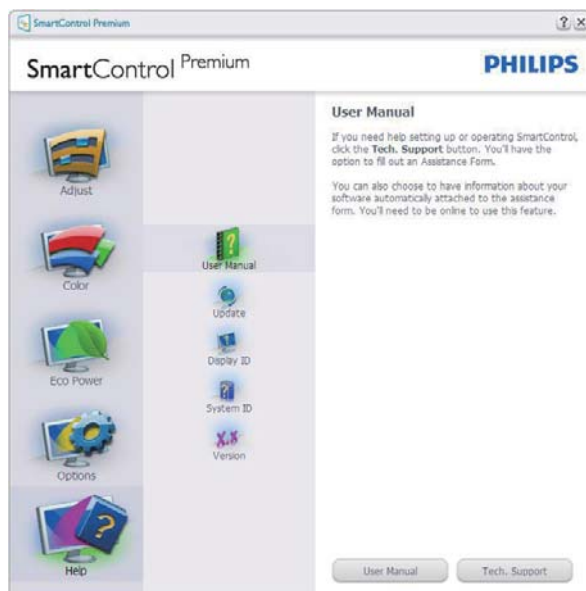 SmartControl Premium
SmartControl Premium
PHILIPS
Adjust
Color
Eco Power
Options
Help
User Manual
Update
Display ID
System ID
X.X
Version
User Manual
If you need help setting up or operating SmartControl,
click the Tech. Support button. You'll have the
option to fill out an Assistance Form.
You can also choose to have information about your
software automatically attached to the assistance
form. You'll need to be online to use this feature.
User Manual
Tech. Support